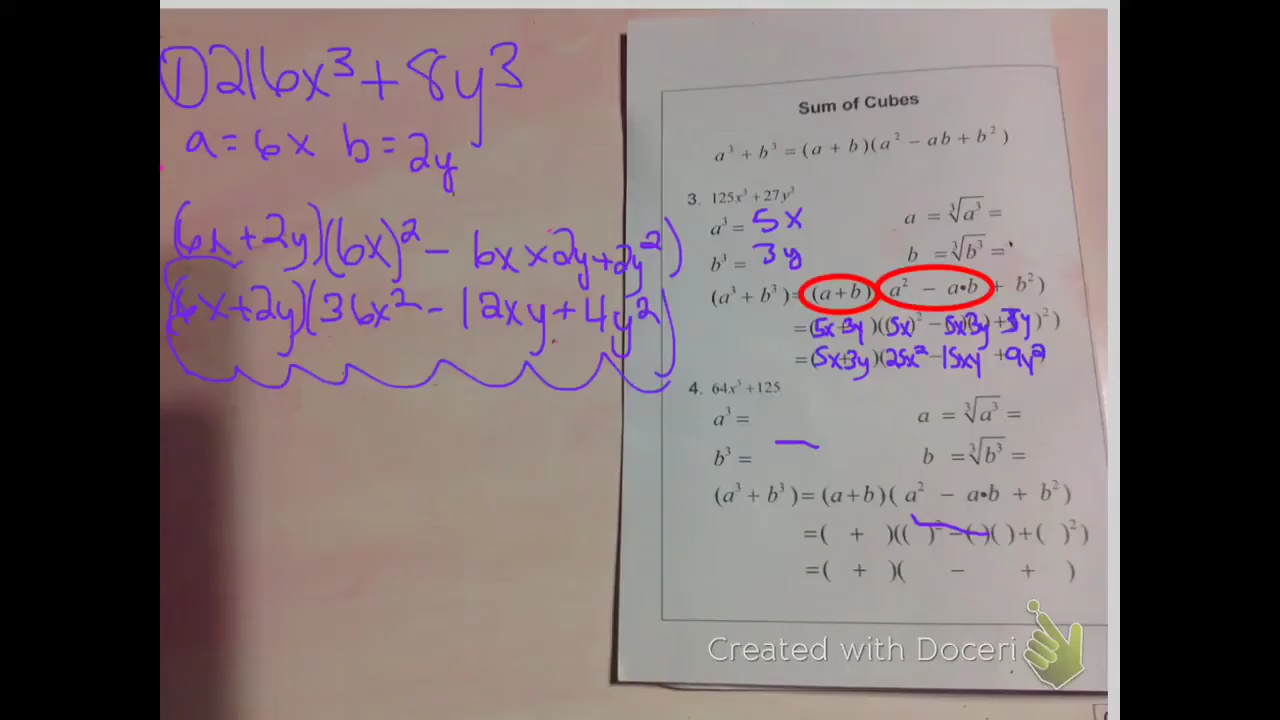 ① 216x³ + 8y³
a = 6x b = 2y
(6x + 2y)(6x)² - 6x x 2y + 2y²)
(6x + 2y)(36x² - 12xy + 4y²)
Sum of Cubes
a³ + b³ = (a + b)(a² - ab + b²)
3. 125x³ + 27y³
a³ = 5x a = ∛a³ =
b³ = 3y b = ∛b³ =
(a³ + b³) = (a + b)(a² - a•b + b²)
= (5x + 3y)((5x)² - (5x)(3y) + (3y)²)
= (5x + 3y)(25x² - 15xy + 9y²
4. 64x³ + 125
a³ = a = ∛a³ =
b³ = b = ∛b³ =
(a³ + b³) = (a + b)( a² - a•b + b²)
= ( + )(( )² - ( )( ) + ( )²)
= ( + )( - + )
Created with Doceri